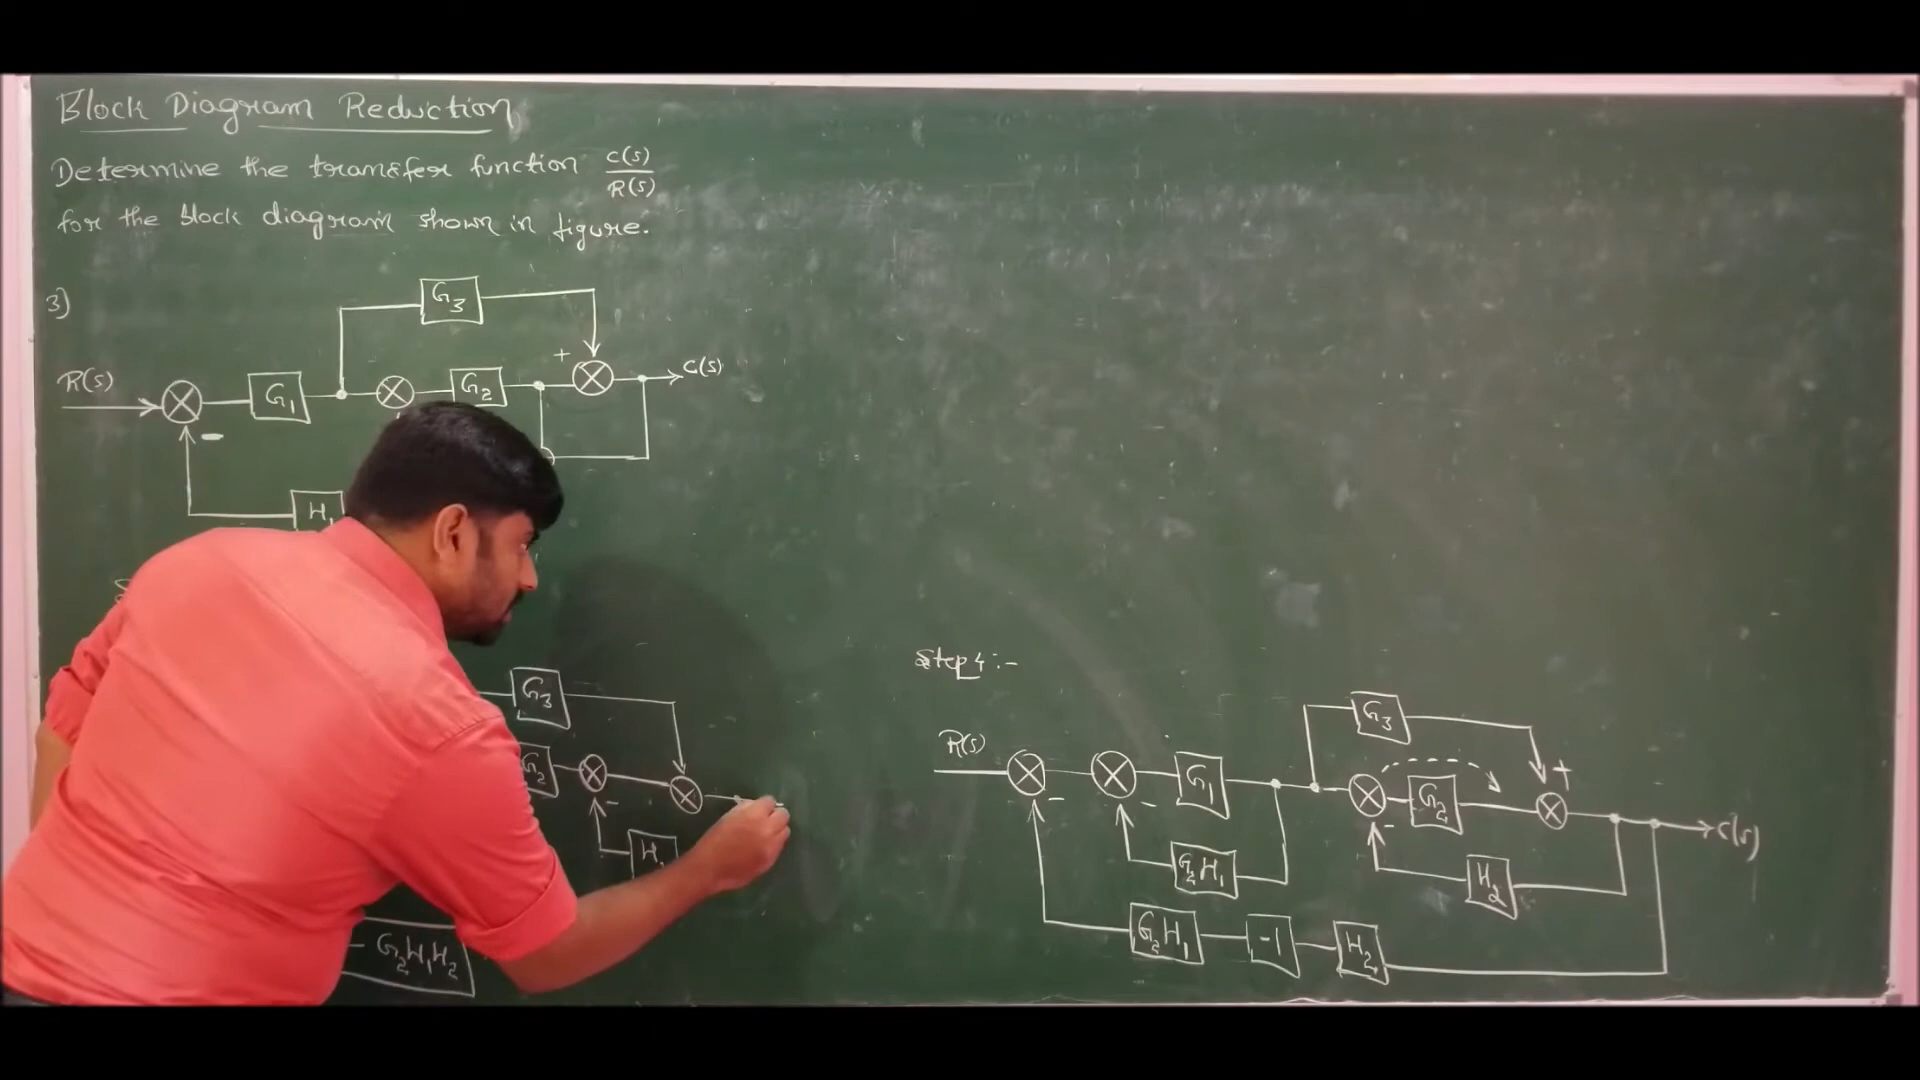 Block Diagram Reduction
Determine the transfer function C(s)/R(s)
for the block diagram shown in figure.
3)
G3
+
R(s)
G1
G2
C(s)
-
H1
G3
G2
-
- G2H1H2
Step 4 :-
G3
R(s)
G1
G2
+
C(s)
-
-
-
G2H1
H2
G2H1
-1
H2